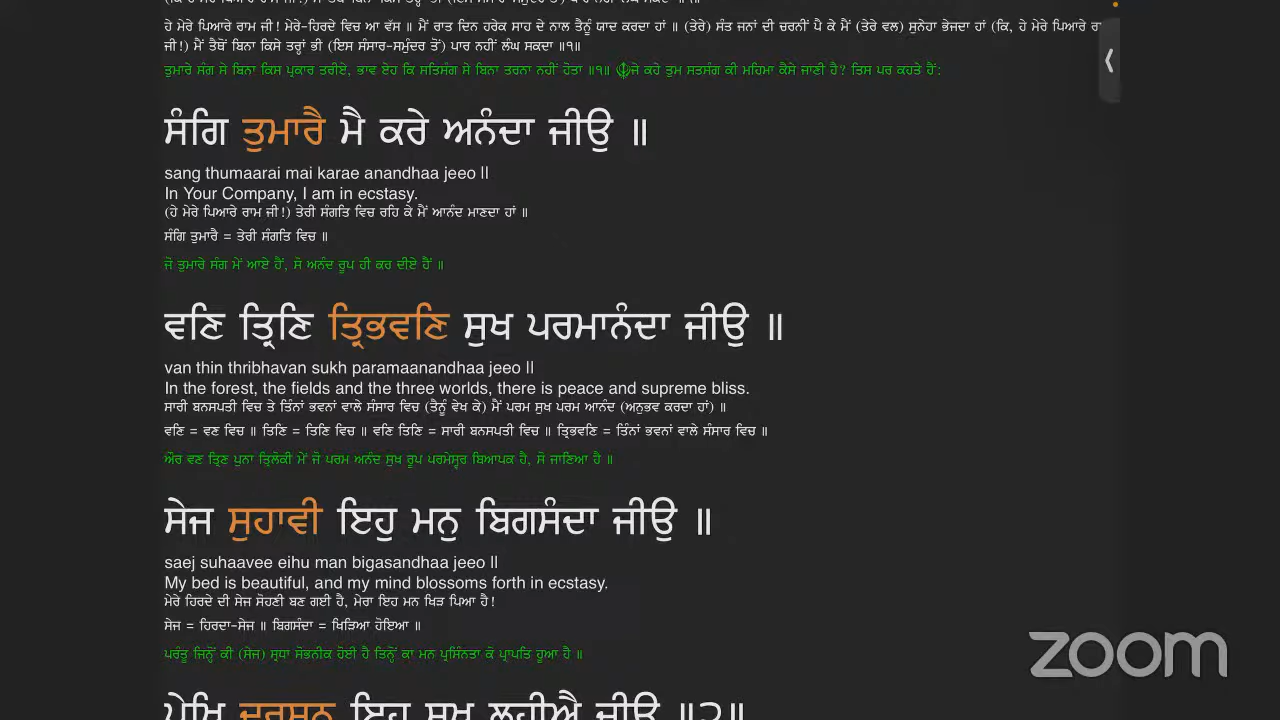 ਹੇ ਮੇਰੇ ਪਿਆਰੇ ਰਾਮ ਜੀ! ਮੇਰੇ-ਹਿਰਦੇ ਵਿਚ ਆ ਵੱਸ ॥ ਮੈਂ ਰਾਤ ਦਿਨ ਹਰੇਕ ਸਾਹ ਦੇ ਨਾਲ ਤੈਨੂੰ ਯਾਦ ਕਰਦਾ ਹਾਂ ॥ (ਤੇਰੇ) ਸੰਤ ਜਨਾਂ ਦੀ ਚਰਨੀਂ ਪੈ ਕੇ ਮੈਂ (ਤੇਰੇ ਵਲ) ਸੁਨੇਹਾ ਭੇਜਦਾ ਹਾਂ (ਕਿ, ਹੇ ਮੇਰੇ ਪਿਆਰੇ
ਜੀ!) ਮੈਂ ਤੈਥੋਂ ਬਿਨਾ ਕਿਸੇ ਤਰ੍ਹਾਂ ਭੀ (ਇਸ ਸੰਸਾਰ-ਸਮੁੰਦਰ ਤੋਂ) ਪਾਰ ਨਹੀਂ ਲੰਘ ਸਕਦਾ ॥੧॥
ਤੁਮਾਰੇ ਸੰਗ ਸੇ ਬਿਨਾ ਕਿਸ ਪ੍ਰਕਾਰ ਤਰੀਏ, ਭਾਵ ਏਹ ਕਿ ਸਤਿਸੰਗ ਸੇ ਬਿਨਾ ਤਰਨਾ ਨਹੀਂ ਹੋਤਾ ॥੧॥ ☬ਜੇ ਕਹੇ ਤੁਮ ਸਤਸੰਗ ਕੀ ਮਹਿਮਾ ਕੈਸੇ ਜਾਣੀ ਹੈ? ਤਿਸ ਪਰ ਕਹਤੇ ਹੈਂ:
ਸੰਗਿ ਤੁਮਾਰੈ ਮੈ ਕਰੇ ਅਨੰਦਾ ਜੀਉ ॥
sang thumaarai mai karae anandhaa jeeo ||
In Your Company, I am in ecstasy.
(ਹੇ ਮੇਰੇ ਪਿਆਰੇ ਰਾਮ ਜੀ!) ਤੇਰੀ ਸੰਗਤਿ ਵਿਚ ਰਹਿ ਕੇ ਮੈਂ ਆਨੰਦ ਮਾਣਦਾ ਹਾਂ ॥
ਸੰਗਿ ਤੁਮਾਰੈ = ਤੇਰੀ ਸੰਗਤਿ ਵਿਚ ॥
ਜੋ ਤੁਮਾਰੇ ਸੰਗ ਮੇਂ ਆਏ ਹੈਂ, ਸੋ ਅਨੰਦ ਰੂਪ ਹੀ ਕਰ ਦੀਏ ਹੈਂ ॥
ਵਣਿ ਤ੍ਰਿਣਿ ਤ੍ਰਿਭਵਣਿ ਸੁਖ ਪਰਮਾਨੰਦਾ ਜੀਉ ॥
van thin thribhavan sukh paramaanandhaa jeeo ||
In the forest, the fields and the three worlds, there is peace and supreme bliss.
ਸਾਰੀ ਬਨਸਪਤੀ ਵਿਚ ਤੇ ਤਿੰਨਾਂ ਭਵਨਾਂ ਵਾਲੇ ਸੰਸਾਰ ਵਿਚ (ਤੈਨੂੰ ਵੇਖ ਕੇ) ਮੈਂ ਪਰਮ ਸੁਖ ਪਰਮ ਆਨੰਦ (ਅਨੁਭਵ ਕਰਦਾ ਹਾਂ) ॥
ਵਣਿ = ਵਣ ਵਿਚ ॥ ਤਿਣਿ = ਤਿਣਿ ਵਿਚ ॥ ਵਣਿ ਤਿਣਿ = ਸਾਰੀ ਬਨਸਪਤੀ ਵਿਚ ॥ ਤ੍ਰਿਭਵਣਿ = ਤਿੰਨਾਂ ਭਵਨਾਂ ਵਾਲੇ ਸੰਸਾਰ ਵਿਚ ॥
ਔਰ ਵਣ ਤ੍ਰਿਣ ਪੁਨਾ ਤ੍ਰਿਲੋਕੀ ਮੇਂ ਜੋ ਪਰਮ ਅਨੰਦ ਸੁਖ ਰੂਪ ਪਰਮੇਸ੍ਵਰ ਬਿਆਪਕ ਹੈ, ਸੋ ਜਾਣਿਆ ਹੈ ॥
ਸੇਜ ਸੁਹਾਵੀ ਇਹੁ ਮਨੁ ਬਿਗਸੰਦਾ ਜੀਉ ॥
saej suhaavee eihu man bigasandhaa jeeo ||
My bed is beautiful, and my mind blossoms forth in ecstasy.
ਮੇਰੇ ਹਿਰਦੇ ਦੀ ਸੇਜ ਸੋਹਣੀ ਬਣ ਗਈ ਹੈ, ਮੇਰਾ ਇਹ ਮਨ ਖਿੜ ਪਿਆ ਹੈ!
ਸੇਜ = ਹਿਰਦਾ-ਸੇਜ ॥ ਬਿਗਸੰਦਾ = ਖਿੜਿਆ ਹੋਇਆ ॥
ਪਰੰਤੂ ਜਿਨ੍ਹੋਂ ਕੀ (ਸੇਜ) ਸ੍ਰਧਾ ਸੋਭਨੀਕ ਹੋਈ ਹੈ ਤਿਨ੍ਹੋਂ ਕਾ ਮਨ ਪ੍ਰਸਿੰਨਤਾ ਕੋ ਪ੍ਰਾਪਤਿ ਹੂਆ ਹੈ ॥
ਪੇਖਿ ਦਰਸਨੁ ਇਹੁ ਸੁਖੁ ਲਹੀਐ ਜੀਉ ॥੨॥
zoom